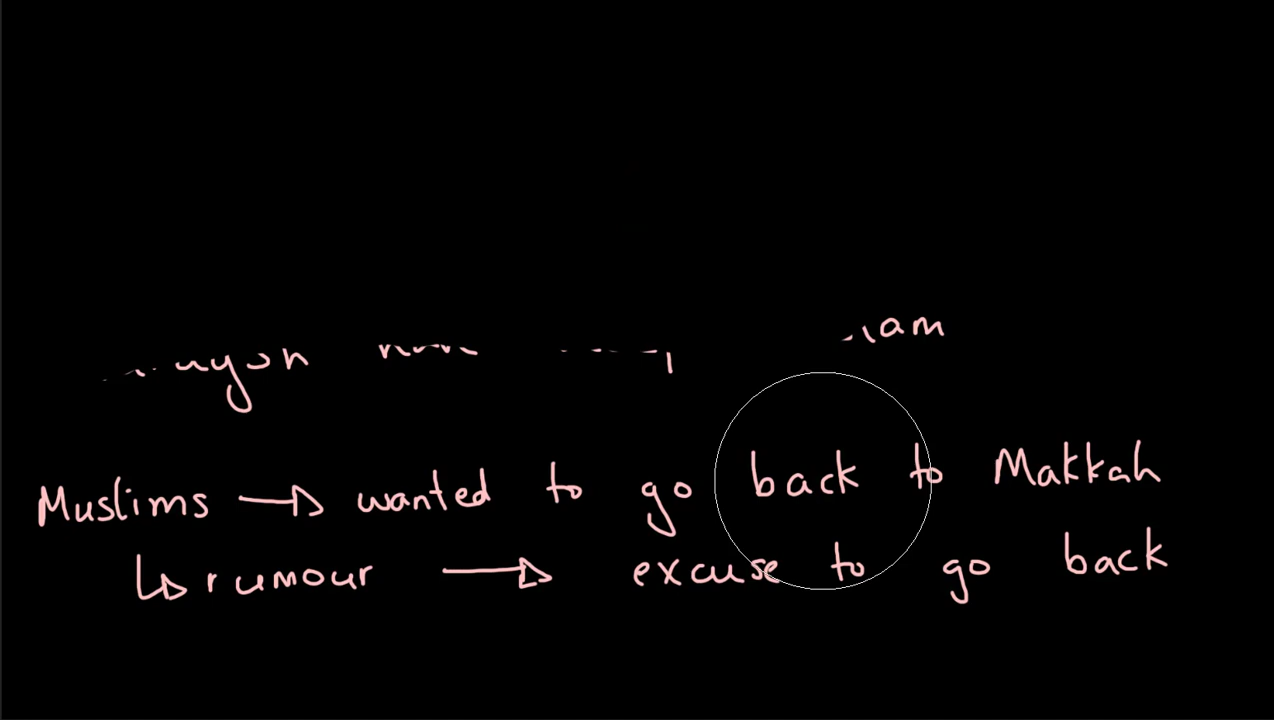 Muslims → wanted to go back to Makkah
↳ rumour → excuse to go back